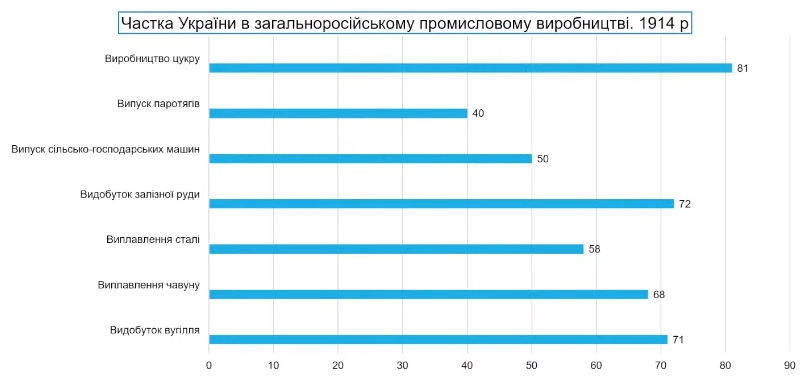 Частка України в загальноросійському промисловому виробництві. 1914 р
Виробництво цукру
81
Випуск паротягів
40
Випуск сільсько-господарських машин
50
Видобуток залізної руди
72
Виплавлення сталі
58
Виплавлення чавуну
68
Видобуток вугілля
71
0 10 20 30 40 50 60 70 80 90